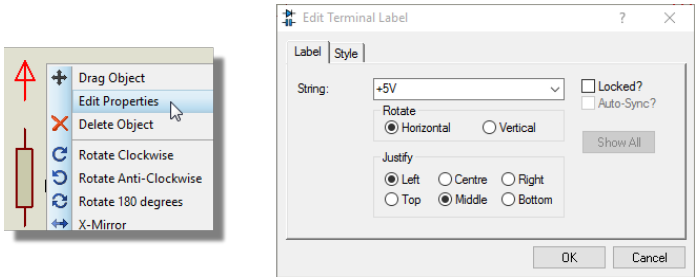 Drag Object
Edit Properties
Delete Object
Rotate Clockwise
Rotate Anti-Clockwise
Rotate 180 degrees
X-Mirror
Edit Terminal Label
Label Style
String: +5V Locked?
Auto-Sync?
Rotate
Horizontal Vertical
Show All
Justify
Left Centre Right
Top Middle Bottom
OK Cancel